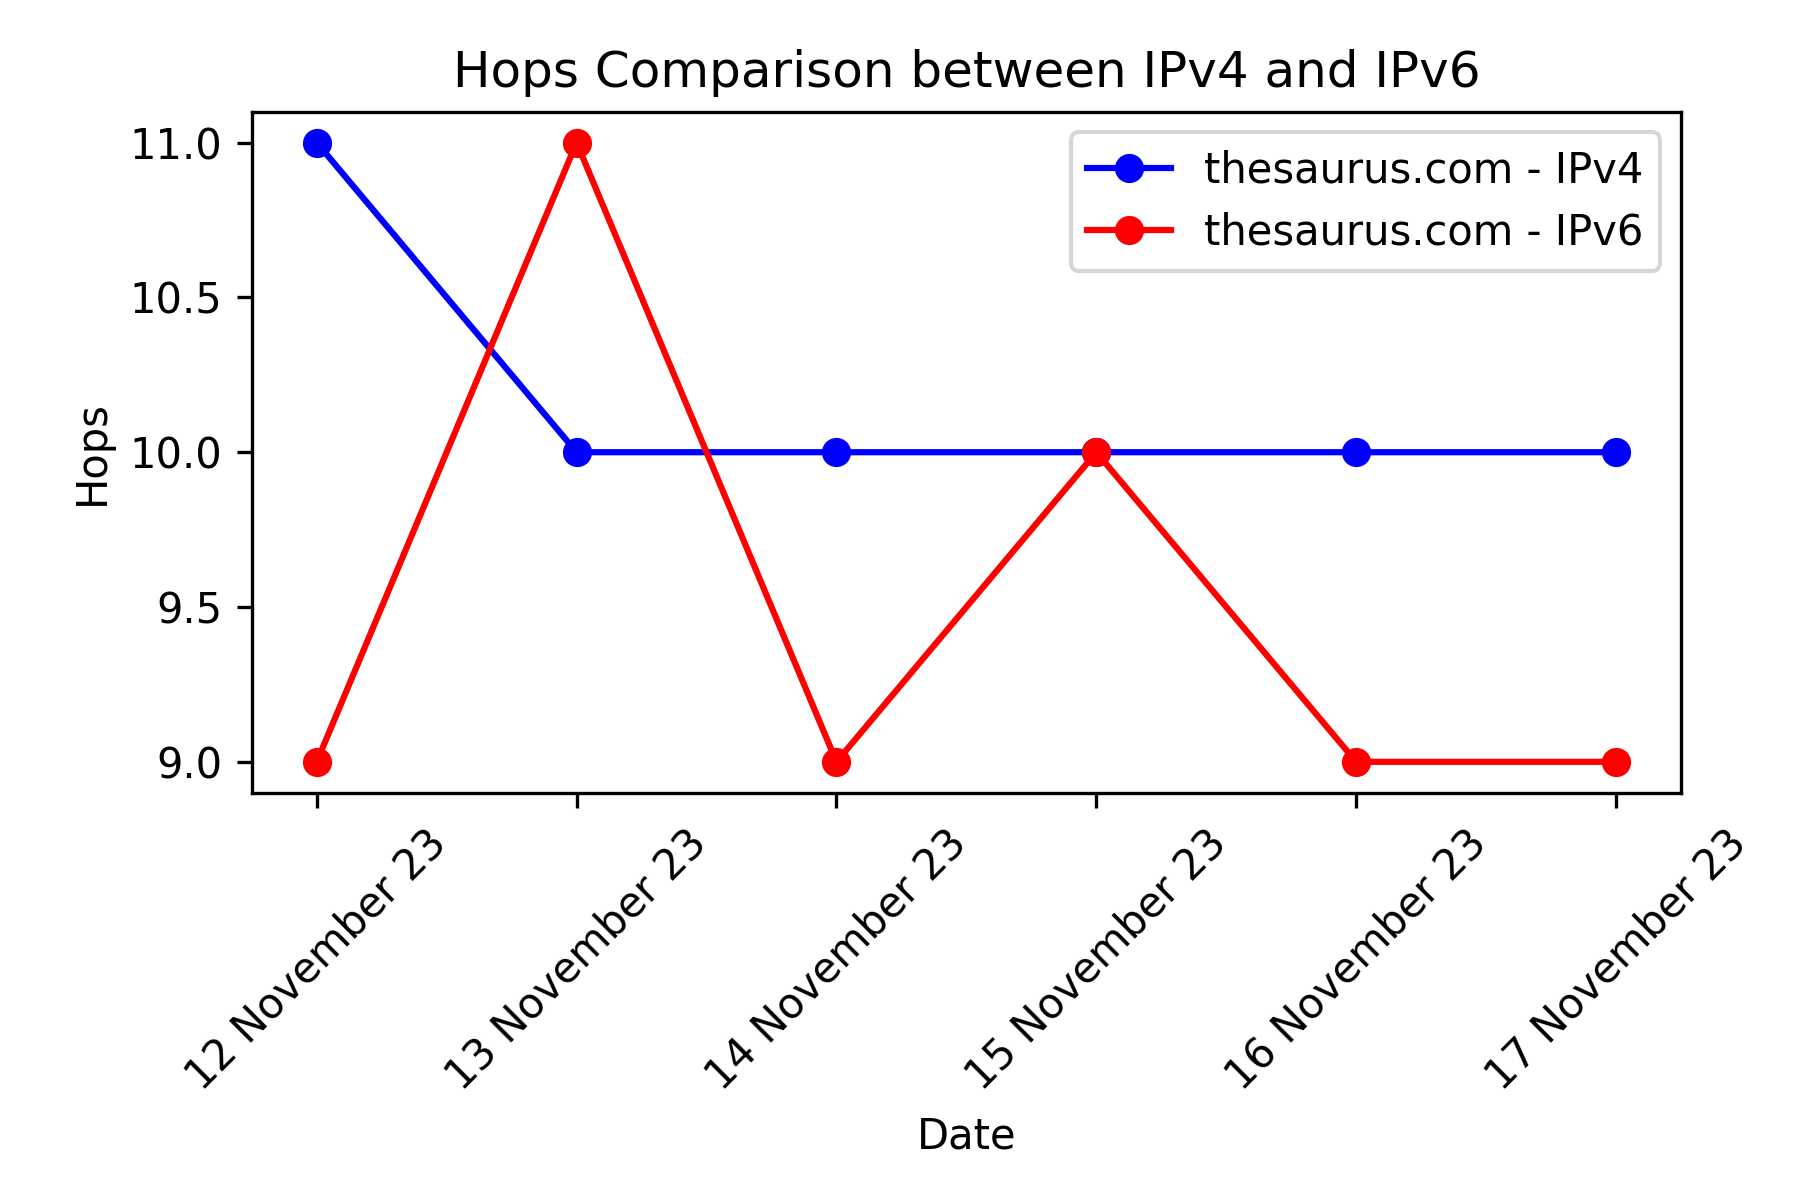 Hops Comparison between IPv4 and IPv6
thesaurus.com - IPv4
thesaurus.com - IPv6
11.0
10.5
10.0
9.5
9.0
Hops
12 November 23
13 November 23
14 November 23
15 November 23
16 November 23
17 November 23
Date